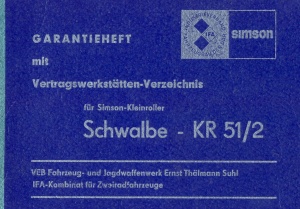 GARANTIEHEFT
mit
Vertragswerkstätten-Verzeichnis
IFA
simson
für Simson-Kleinroller
Schwalbe - KR 51/2
VEB Fahrzeug- und Jagdwaffenwerk Ernst Thälmann Suhl
IFA-Kombinat für Zweiradfahrzeuge